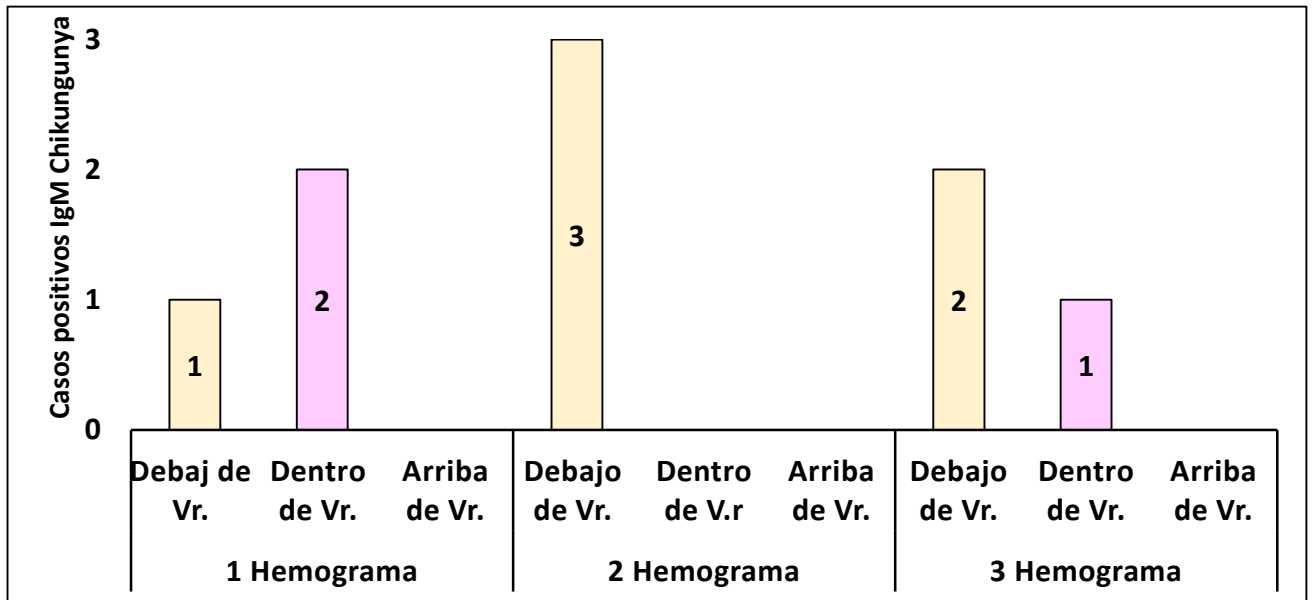 Casos positivos IgM Chikungunya
3
2
1
0
1
2
3
2
1
Debaj de Vr.
Dentro de Vr.
Arriba de Vr.
Debajo de Vr.
Dentro de V.r
Arriba de Vr.
Debajo de Vr.
Dentro de Vr.
Arriba de Vr.
1 Hemograma
2 Hemograma
3 Hemograma